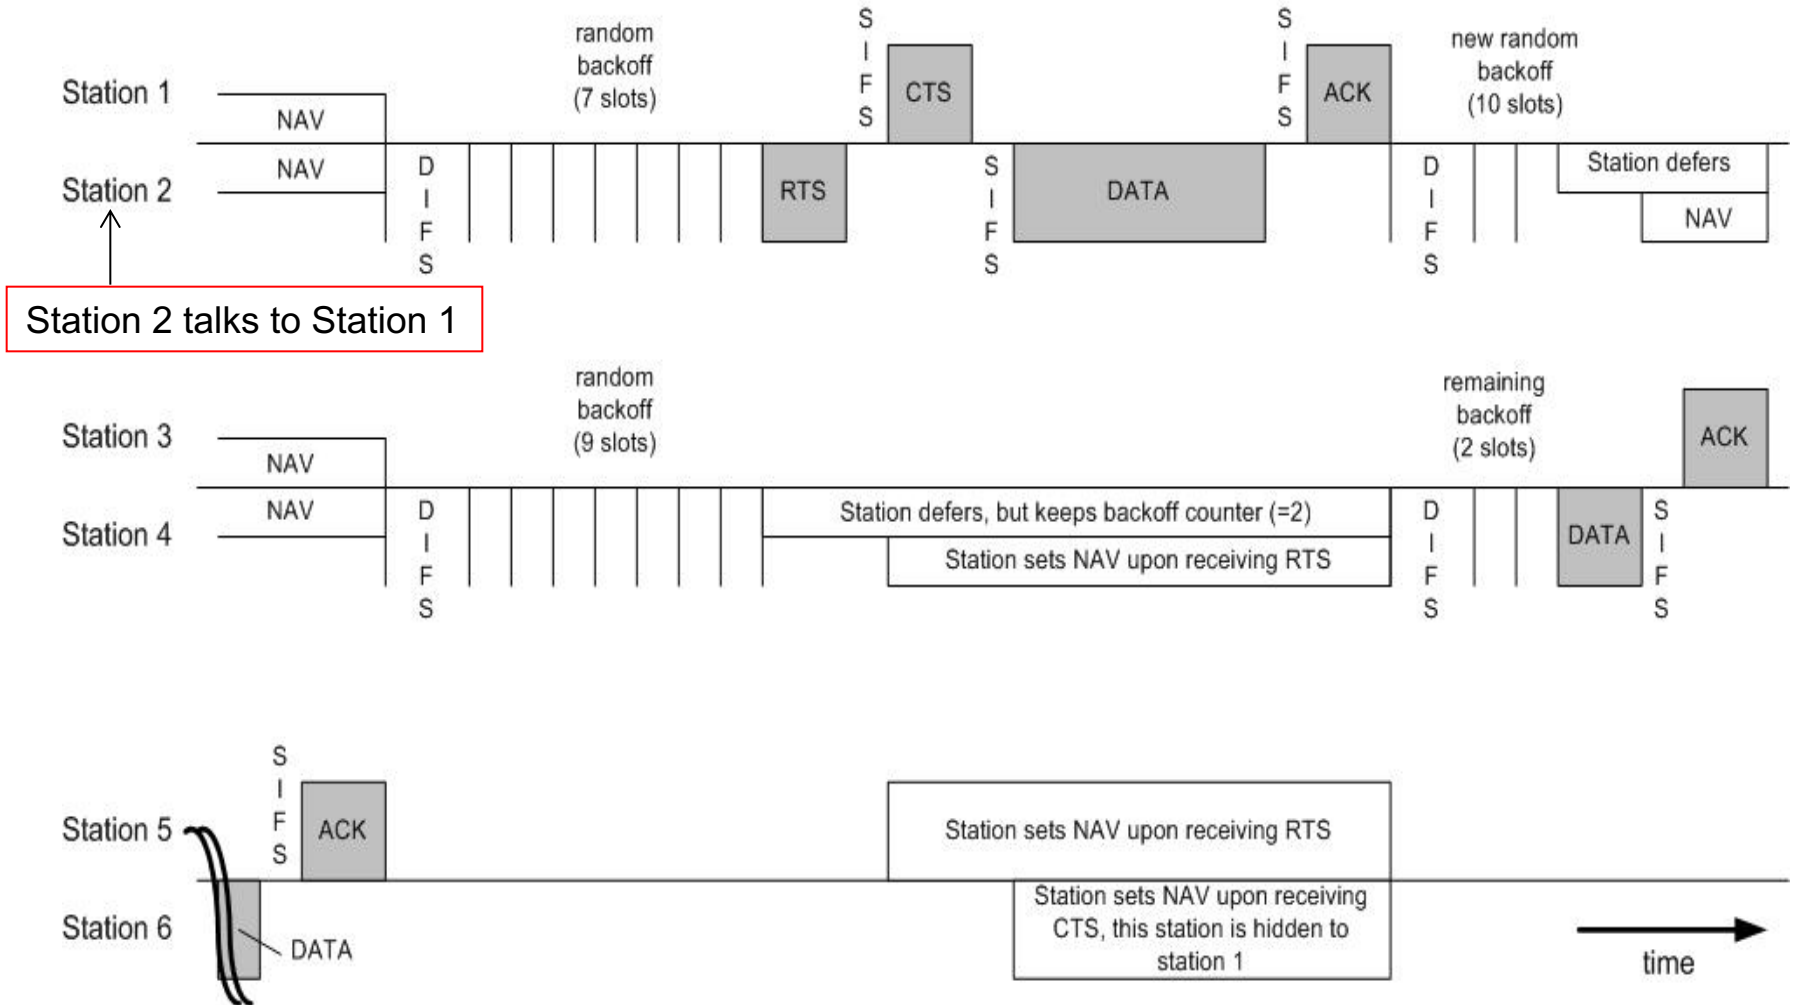 random
backoff
(7 slots)
S
I
F
S
CTS
S
I
F
S
ACK
new random
backoff
(10 slots)
Station 1
NAV
Station 2
NAV
D
I
F
S
RTS
S
I
F
S
DATA
D
I
F
S
Station defers
NAV
Station 2 talks to Station 1
random
backoff
(9 slots)
remaining
backoff
(2 slots)
ACK
Station 3
NAV
Station 4
NAV
D
I
F
S
Station defers, but keeps backoff counter (=2)
Station sets NAV upon receiving RTS
D
I
F
S
DATA
S
I
F
S
Station 5
S
I
F
S
ACK
Station sets NAV upon receiving RTS
Station 6
DATA
Station sets NAV upon receiving
CTS, this station is hidden to
station 1
time